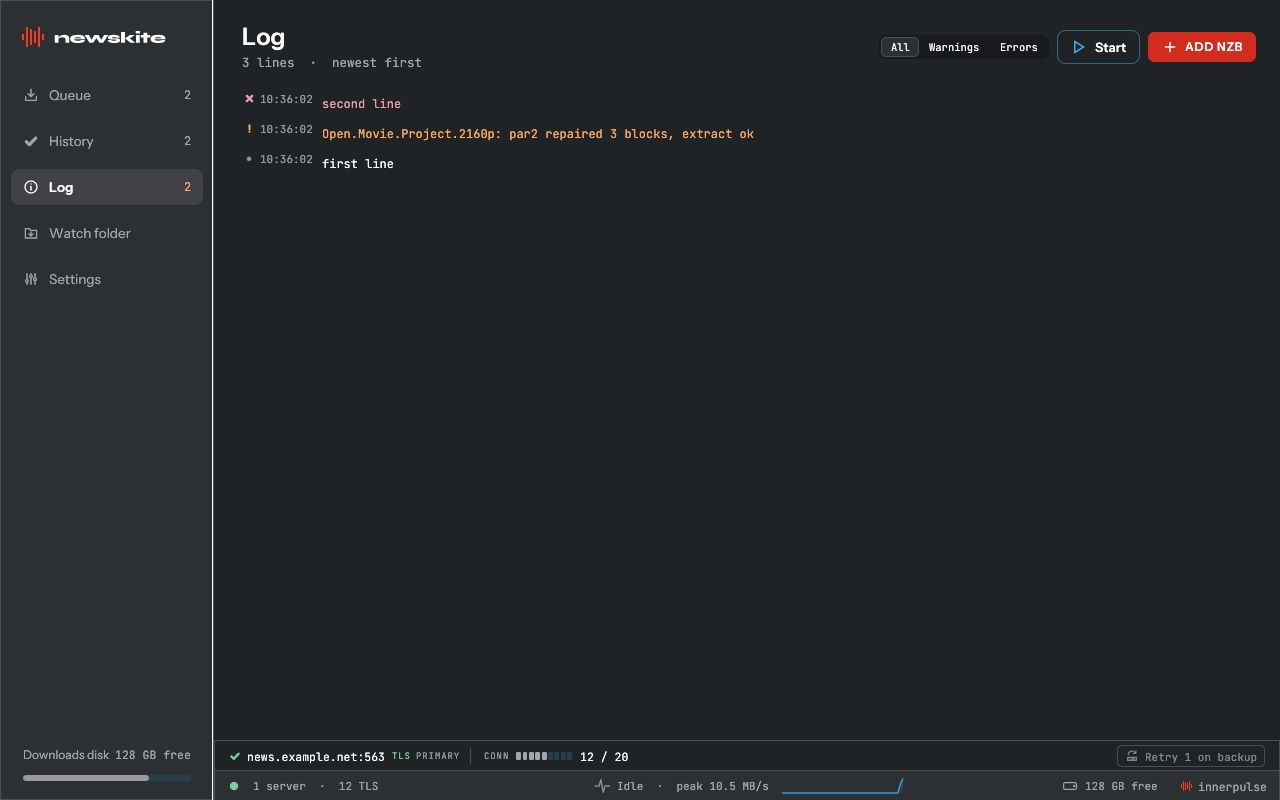 newskite
Queue 2
History 2
Log 2
Watch folder
Settings
Downloads disk 128 GB free
Log
3 lines · newest first
All Warnings Errors
Start
+ ADD NZB
10:36:02 second line
! 10:36:02 Open.Movie.Project.2160p: par2 repaired 3 blocks, extract ok
10:36:02 first line
news.example.net:563 TLS PRIMARY CONN 12 / 20
Retry 1 on backup
1 server · 12 TLS
Idle · peak 10.5 MB/s
128 GB free
innerpulse